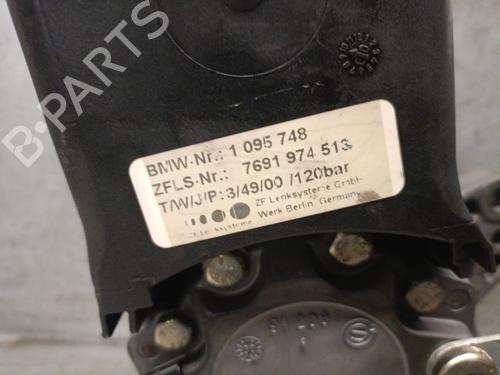 BMW-Nr.: 1 095 748
ZFLS-Nr.: 7691 974 513
T/W/J/P: 3/49/00 /120bar
ZF Lenksysteme GmbH
Werk Berlin, Germany
ZF Lenksysteme
B-Parts